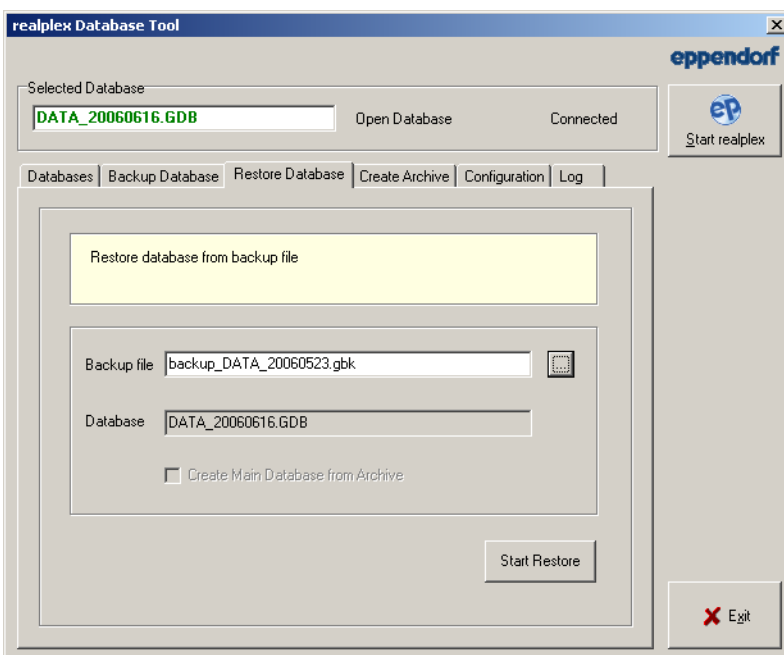 realplex Database Tool
eppendorf
Selected Database
DATA_20060616.GDB
Open Database
Connected
ep
Start realplex
Databases
Backup Database
Restore Database
Create Archive
Configuration
Log
Restore database from backup file
Backup file
backup_DATA_20060523.gbk
...
Database
DATA_20060616.GDB
Create Main Database from Archive
Start Restore
Exit